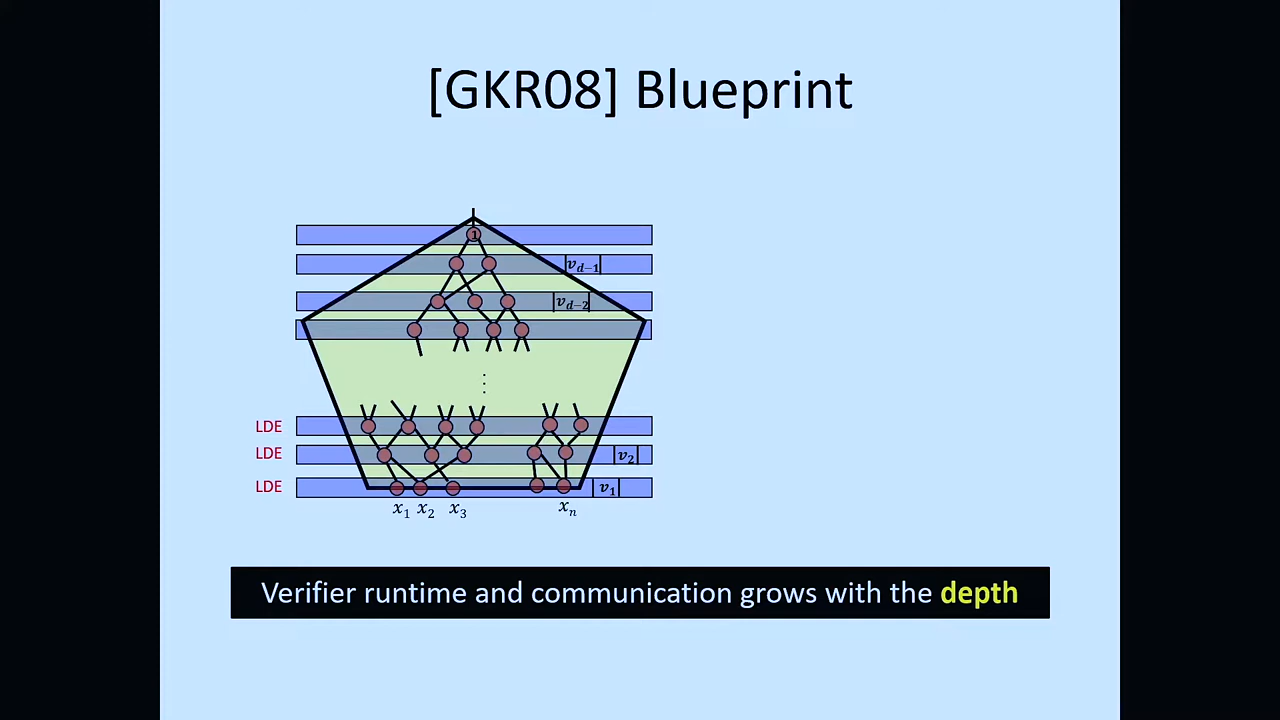 [GKR08] Blueprint
1
v_{d−1}
v_{d−2}
⋮
LDE
LDE v_2
LDE v_1
x_1 x_2 x_3 x_n
Verifier runtime and communication grows with the depth